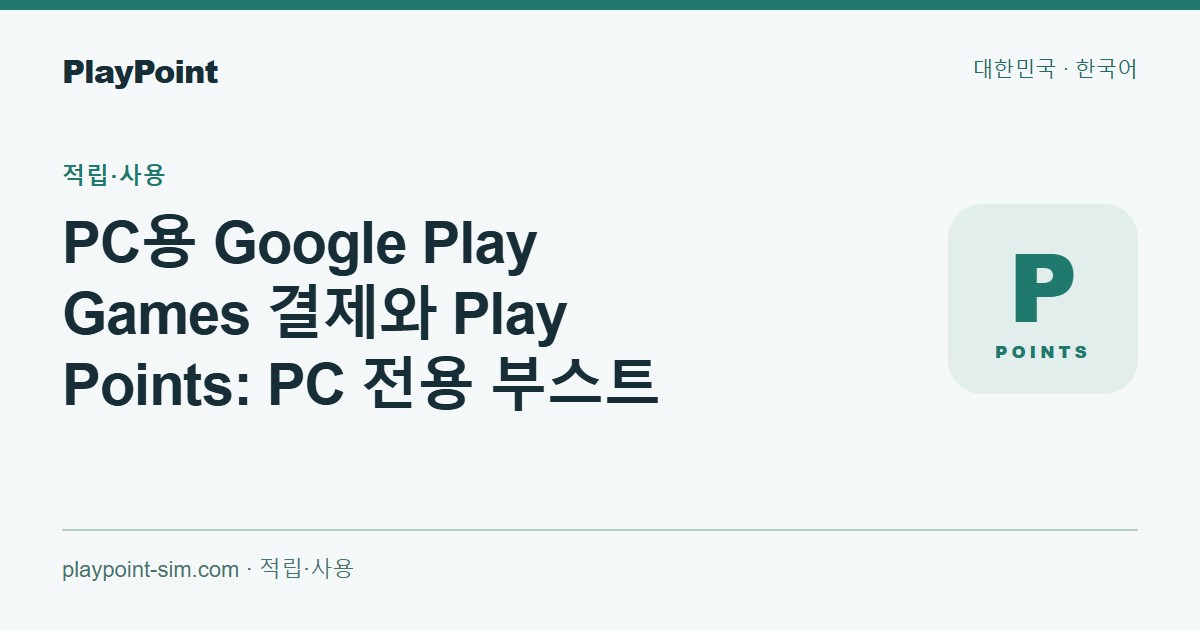 PlayPoint
대한민국 · 한국어
적립·사용
PC용 Google Play
Games 결제와 Play
Points: PC 전용 부스트
P
POINTS
playpoint-sim.com · 적립·사용